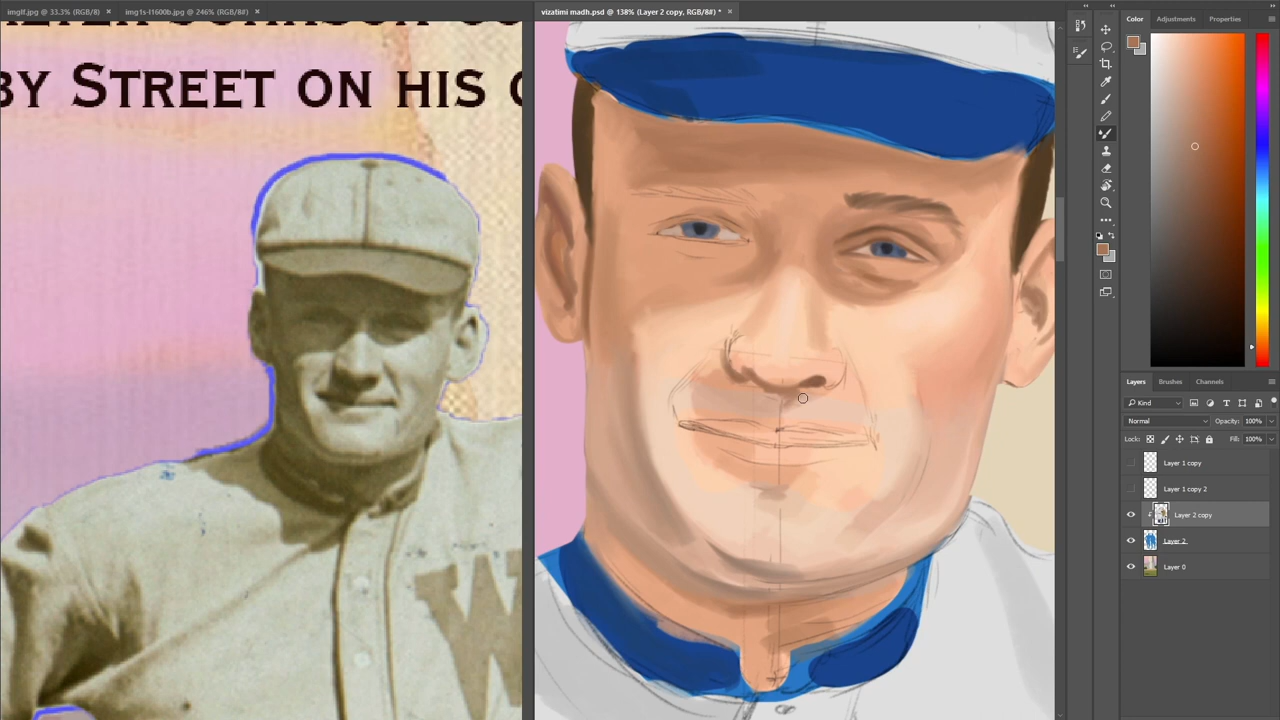 imglf.jpg @ 33.3% (RGB/8)
img1s-l1600b.jpg @ 246% (RGB/8#)
vizatimi madh.psd @ 138% (Layer 2 copy, RGB/8#) *
BY STREET ON HIS
W
Color
Adjustments
Properties
Layers
Brushes
Channels
Kind
Normal
Opacity: 100%
Lock:
Fill: 100%
Layer 1 copy
Layer 1 copy 2
Layer 2 copy
Layer 2
Layer 0